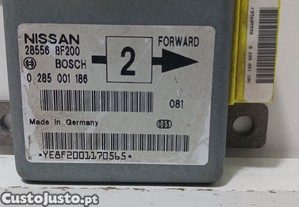 NISSAN
28556 8F200
BOSCH
0 285 001 186
2
FORWARD
081
Made in Germany
*YE8F2001170565*
CustoJusto.pt